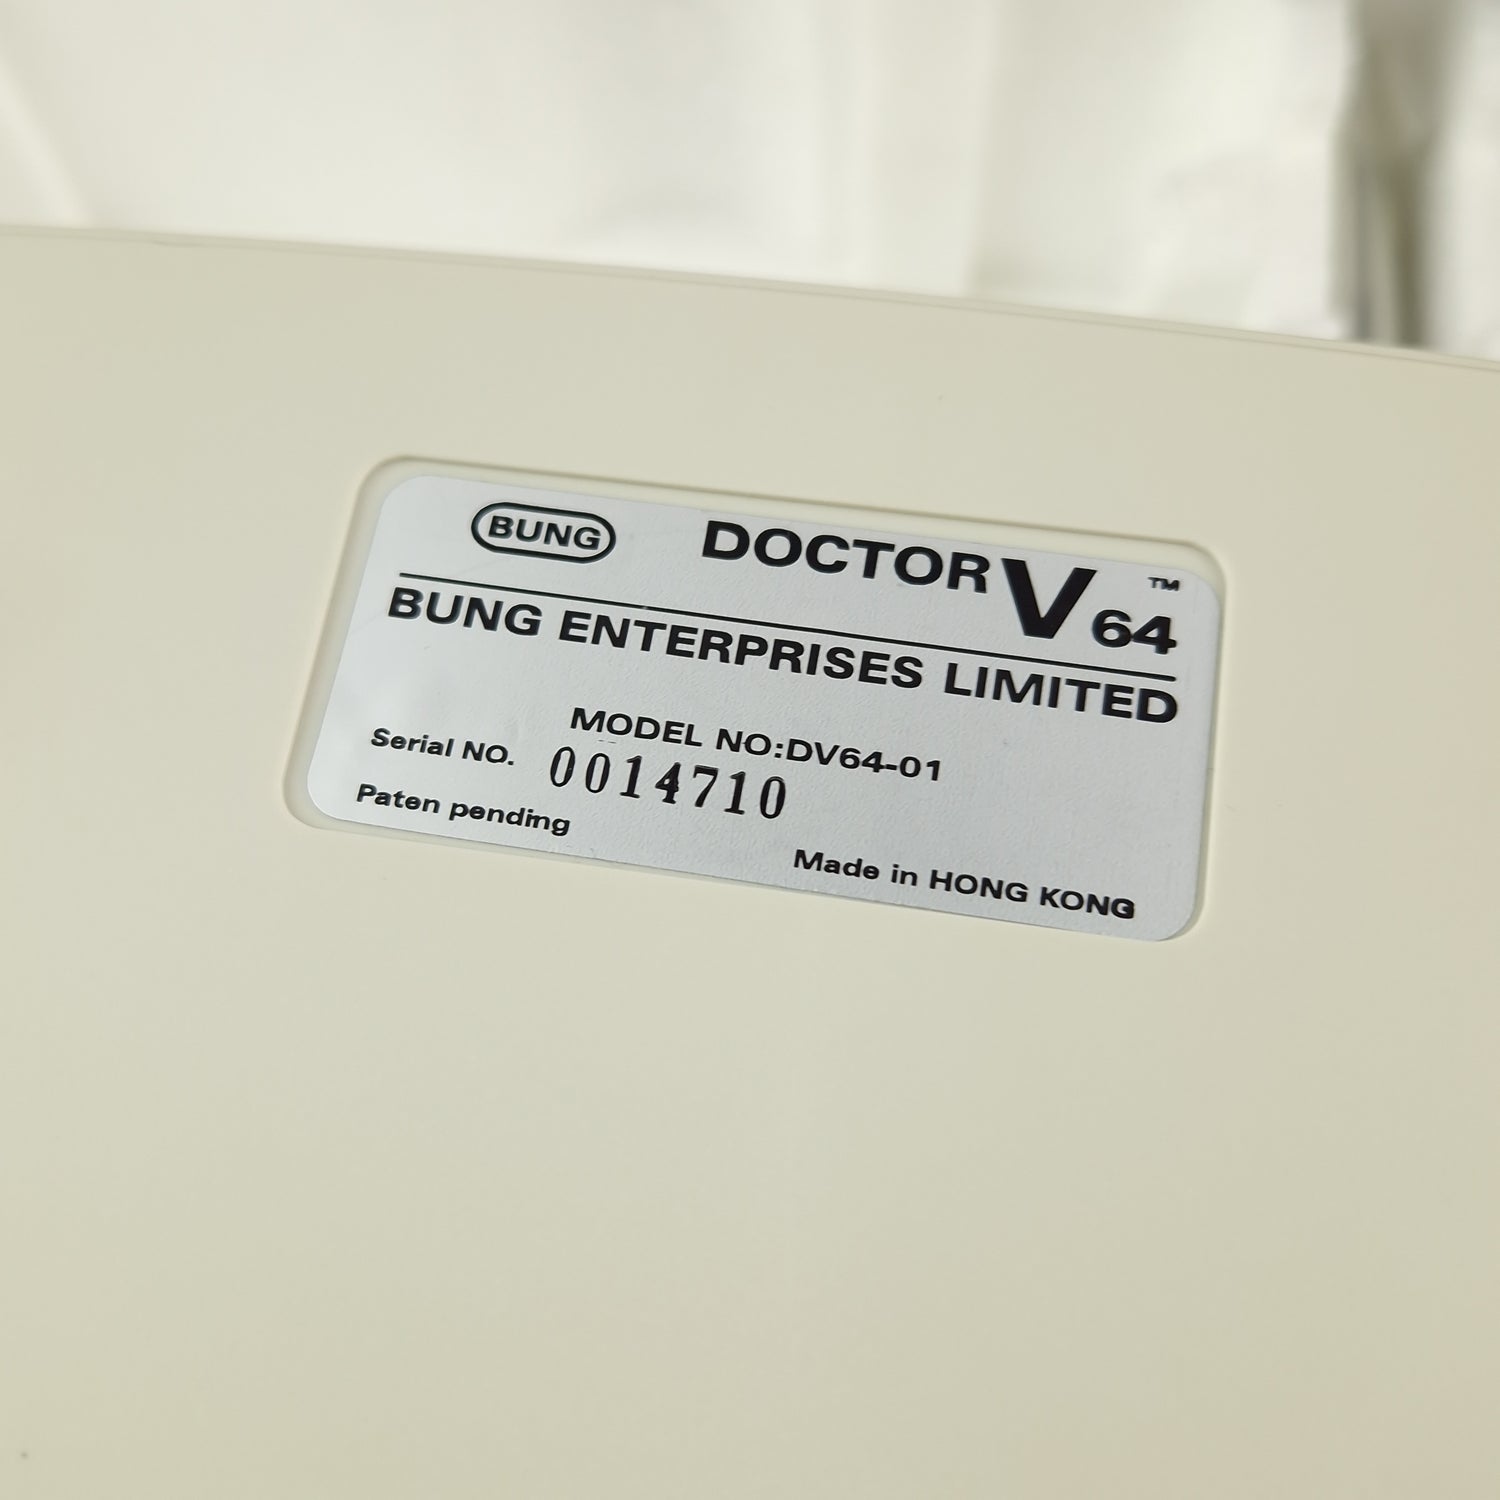 BUNG
DOCTOR V64 ™
BUNG ENTERPRISES LIMITED
MODEL NO:DV64-01
Serial NO. 0014710
Paten pending
Made in HONG KONG